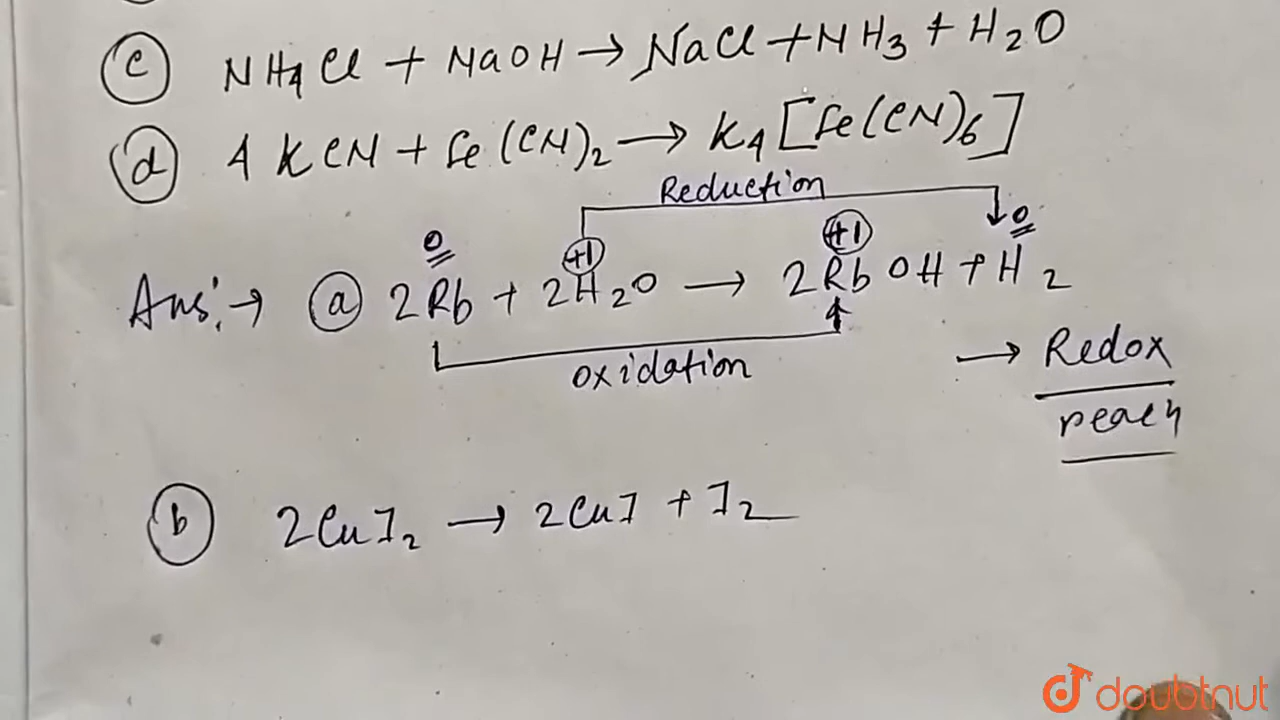 (c) NH4Cl + NaOH → NaCl + NH3 + H2O
(d) 4 KCN + Fe(CN)2 → K4[Fe(CN)6]
Reduction
0 +1 +1 0
Ans: → (a) 2Rb + 2H2O → 2RbOH + H2
oxidation
→ Redox
reacn
(b) 2CuI2 → 2CuI + I2
doubtnut